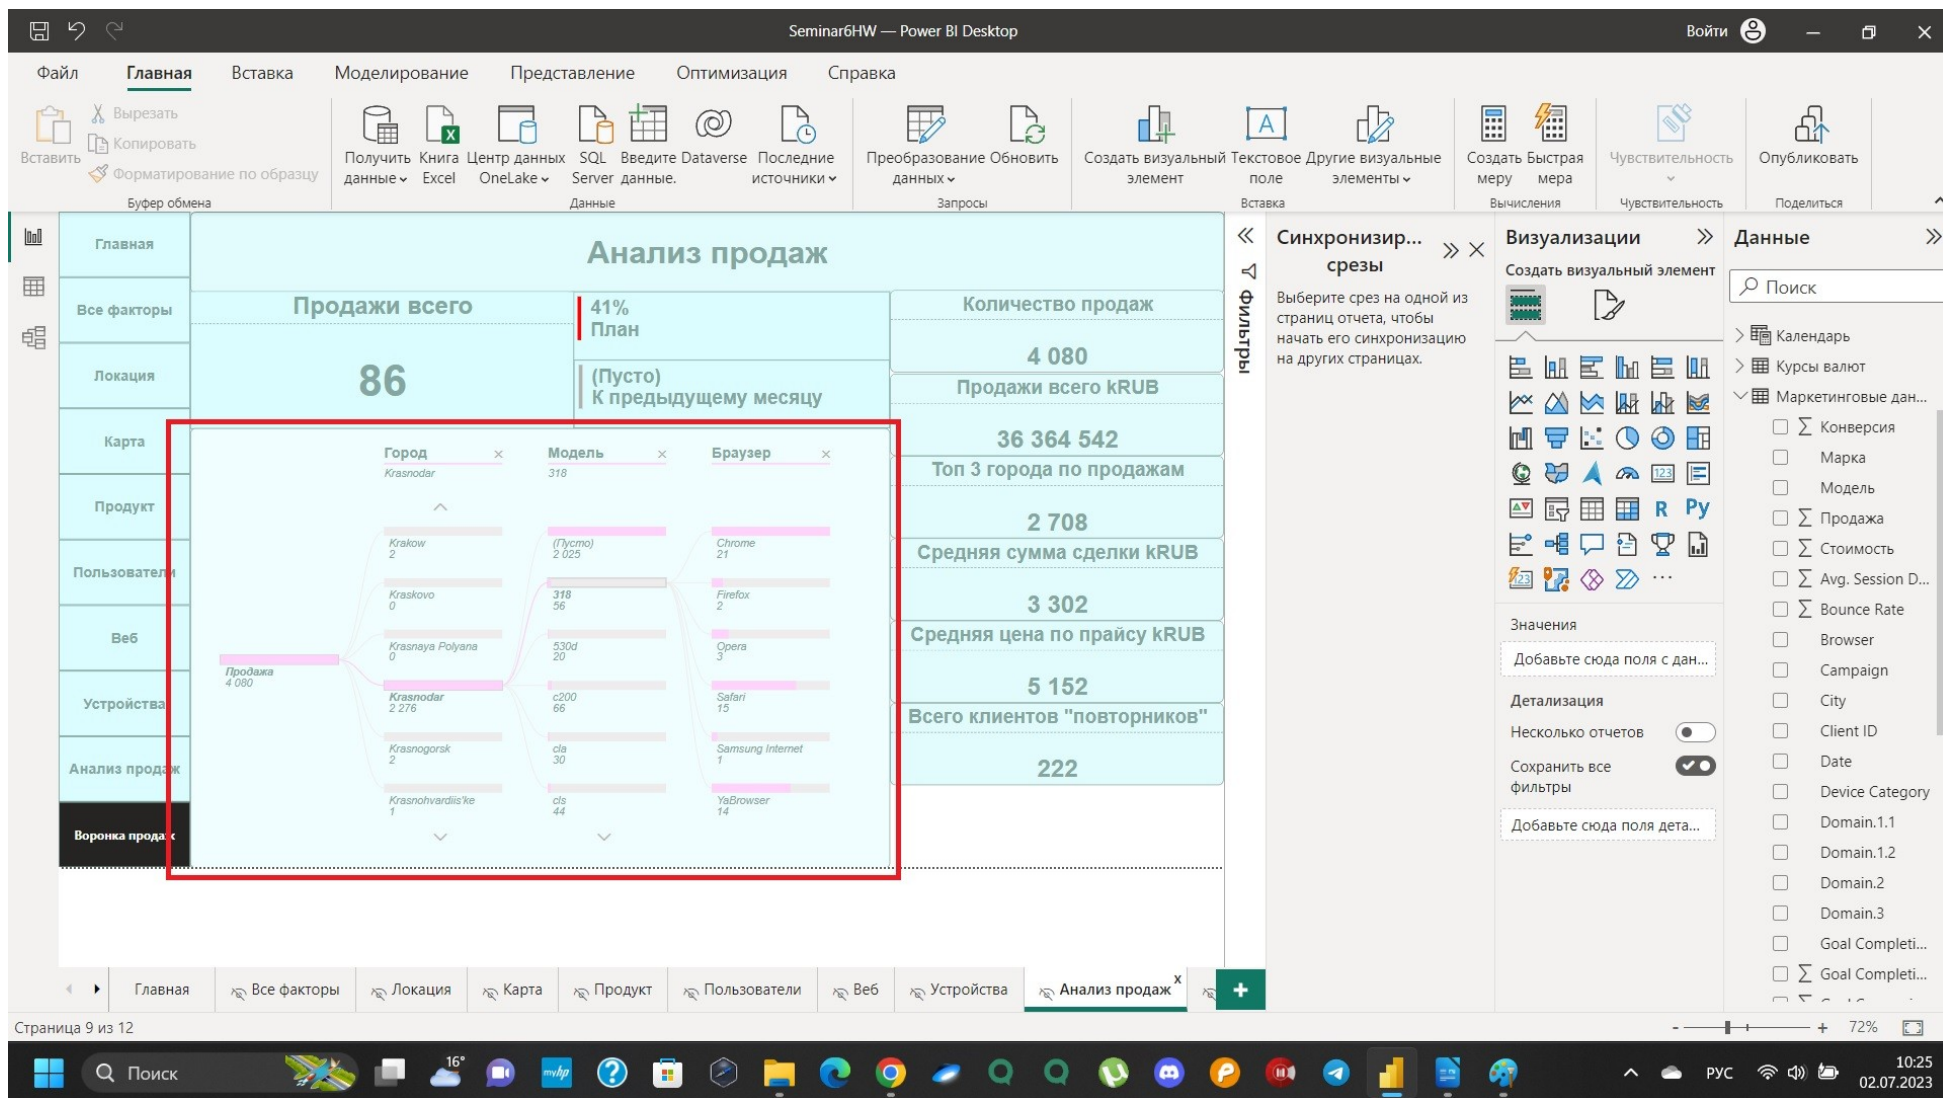 Seminar6HW — Power BI Desktop
Войти
Файл
Главная
Вставка
Моделирование
Представление
Оптимизация
Справка
Вставить
Вырезать
Копировать
Форматирование по образцу
Буфер обмена
Получить данные
Книга Excel
Центр данных OneLake
SQL Server
Введите данные.
Dataverse
Последние источники
Данные
Преобразование данных
Обновить
Запросы
Создать визуальный элемент
Текстовое поле
Другие визуальные элементы
Вставка
Создать меру
Быстрая мера
Вычисления
Чувствительность
Чувствительность
Опубликовать
Поделиться
Главная
Все факторы
Локация
Карта
Продукт
Пользователи
Веб
Устройства
Анализ продаж
Воронка продаж
Анализ продаж
Продажи всего
86
41%
План
(Пусто)
К предыдущему месяцу
Количество продаж
4 080
Продажи всего kRUB
36 364 542
Топ 3 города по продажам
2 708
Средняя сумма сделки kRUB
3 302
Средняя цена по прайсу kRUB
5 152
Всего клиентов "повторников"
222
Город
Krasnodar
Модель
318
Браузер
Продажа
4 080
Krakow
2
Kraskovo
0
Krasnaya Polyana
0
Krasnodar
2 276
Krasnogorsk
2
Krasnohvardiis'ke
1
(Пусто)
2 025
318
56
530d
20
c200
66
cla
30
cls
44
Chrome
21
Firefox
2
Opera
3
Safari
15
Samsung Internet
1
YaBrowser
14
Фильтры
Синхронизир...
срезы
Выберите срез на одной из
страниц отчета, чтобы
начать его синхронизацию
на других страницах.
Визуализации
Создать визуальный элемент
123
R
Py
123
Значения
Добавьте сюда поля с дан...
Детализация
Несколько отчетов
Сохранить все
фильтры
Добавьте сюда поля дета...
Данные
Поиск
Календарь
Курсы валют
Маркетинговые дан...
Конверсия
Марка
Модель
Продажа
Стоимость
Avg. Session D...
Bounce Rate
Browser
Campaign
City
Client ID
Date
Device Category
Domain.1.1
Domain.1.2
Domain.2
Domain.3
Goal Completi...
Goal Completi...
Главная
Все факторы
Локация
Карта
Продукт
Пользователи
Веб
Устройства
Анализ продаж
Страница 9 из 12
72%
Поиск
16°
myhp
РУС
10:25
02.07.2023